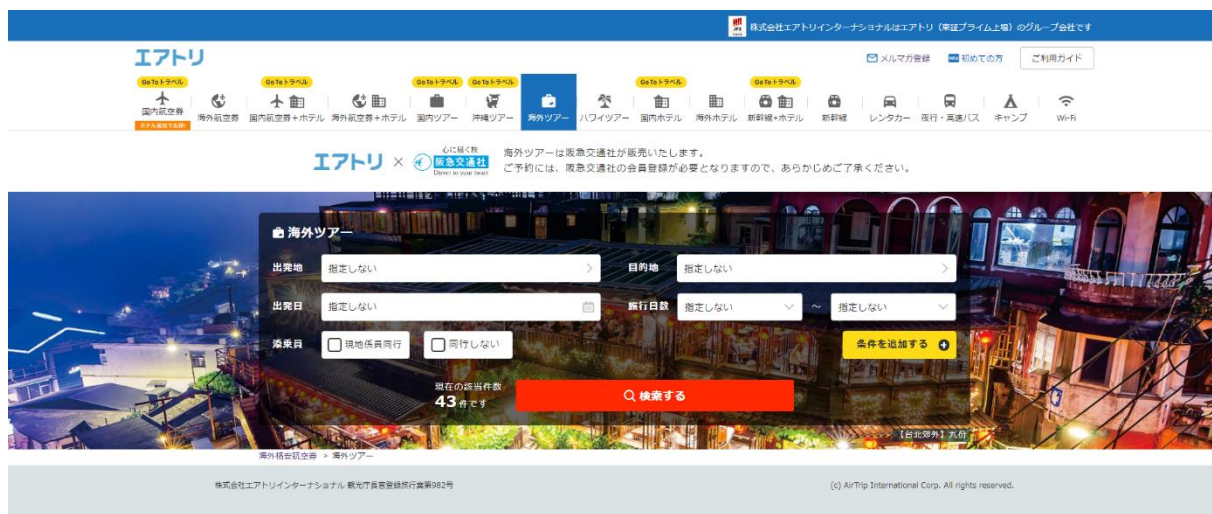 株式会社エアトリインターナショナルはエアトリ（東証プライム上場）のグループ会社です
エアトリ
メルマガ登録 初めての方 ご利用ガイド
GoToトラベル GoToトラベル GoToトラベル GoToトラベル GoToトラベル GoToトラベル
国内航空券 海外航空券 国内航空券+ホテル 海外航空券+ホテル 国内ツアー 沖縄ツアー 海外ツアー ハワイツアー 国内ホテル 海外ホテル 新幹線+ホテル 新幹線 レンタカー 夜行・高速バス キャンプ Wi-Fi
エアトリ × 心に届く旅 阪急交通社 Direct to your heart
海外ツアーは阪急交通社が販売いたします。
ご予約には、阪急交通社の会員登録が必要となりますので、あらかじめご了承ください。
海外ツアー
出発地 指定しない 目的地 指定しない
出発日 指定しない 旅行日数 指定しない ～ 指定しない
添乗員 現地係員同行 同行しない 条件を追加する
現在の該当件数
43件です
検索する
【台北郊外】九份
海外格安航空券 > 海外ツアー
株式会社エアトリインターナショナル 観光庁長官登録旅行業第982号
(c) AirTrip International Corp. All rights reserved.